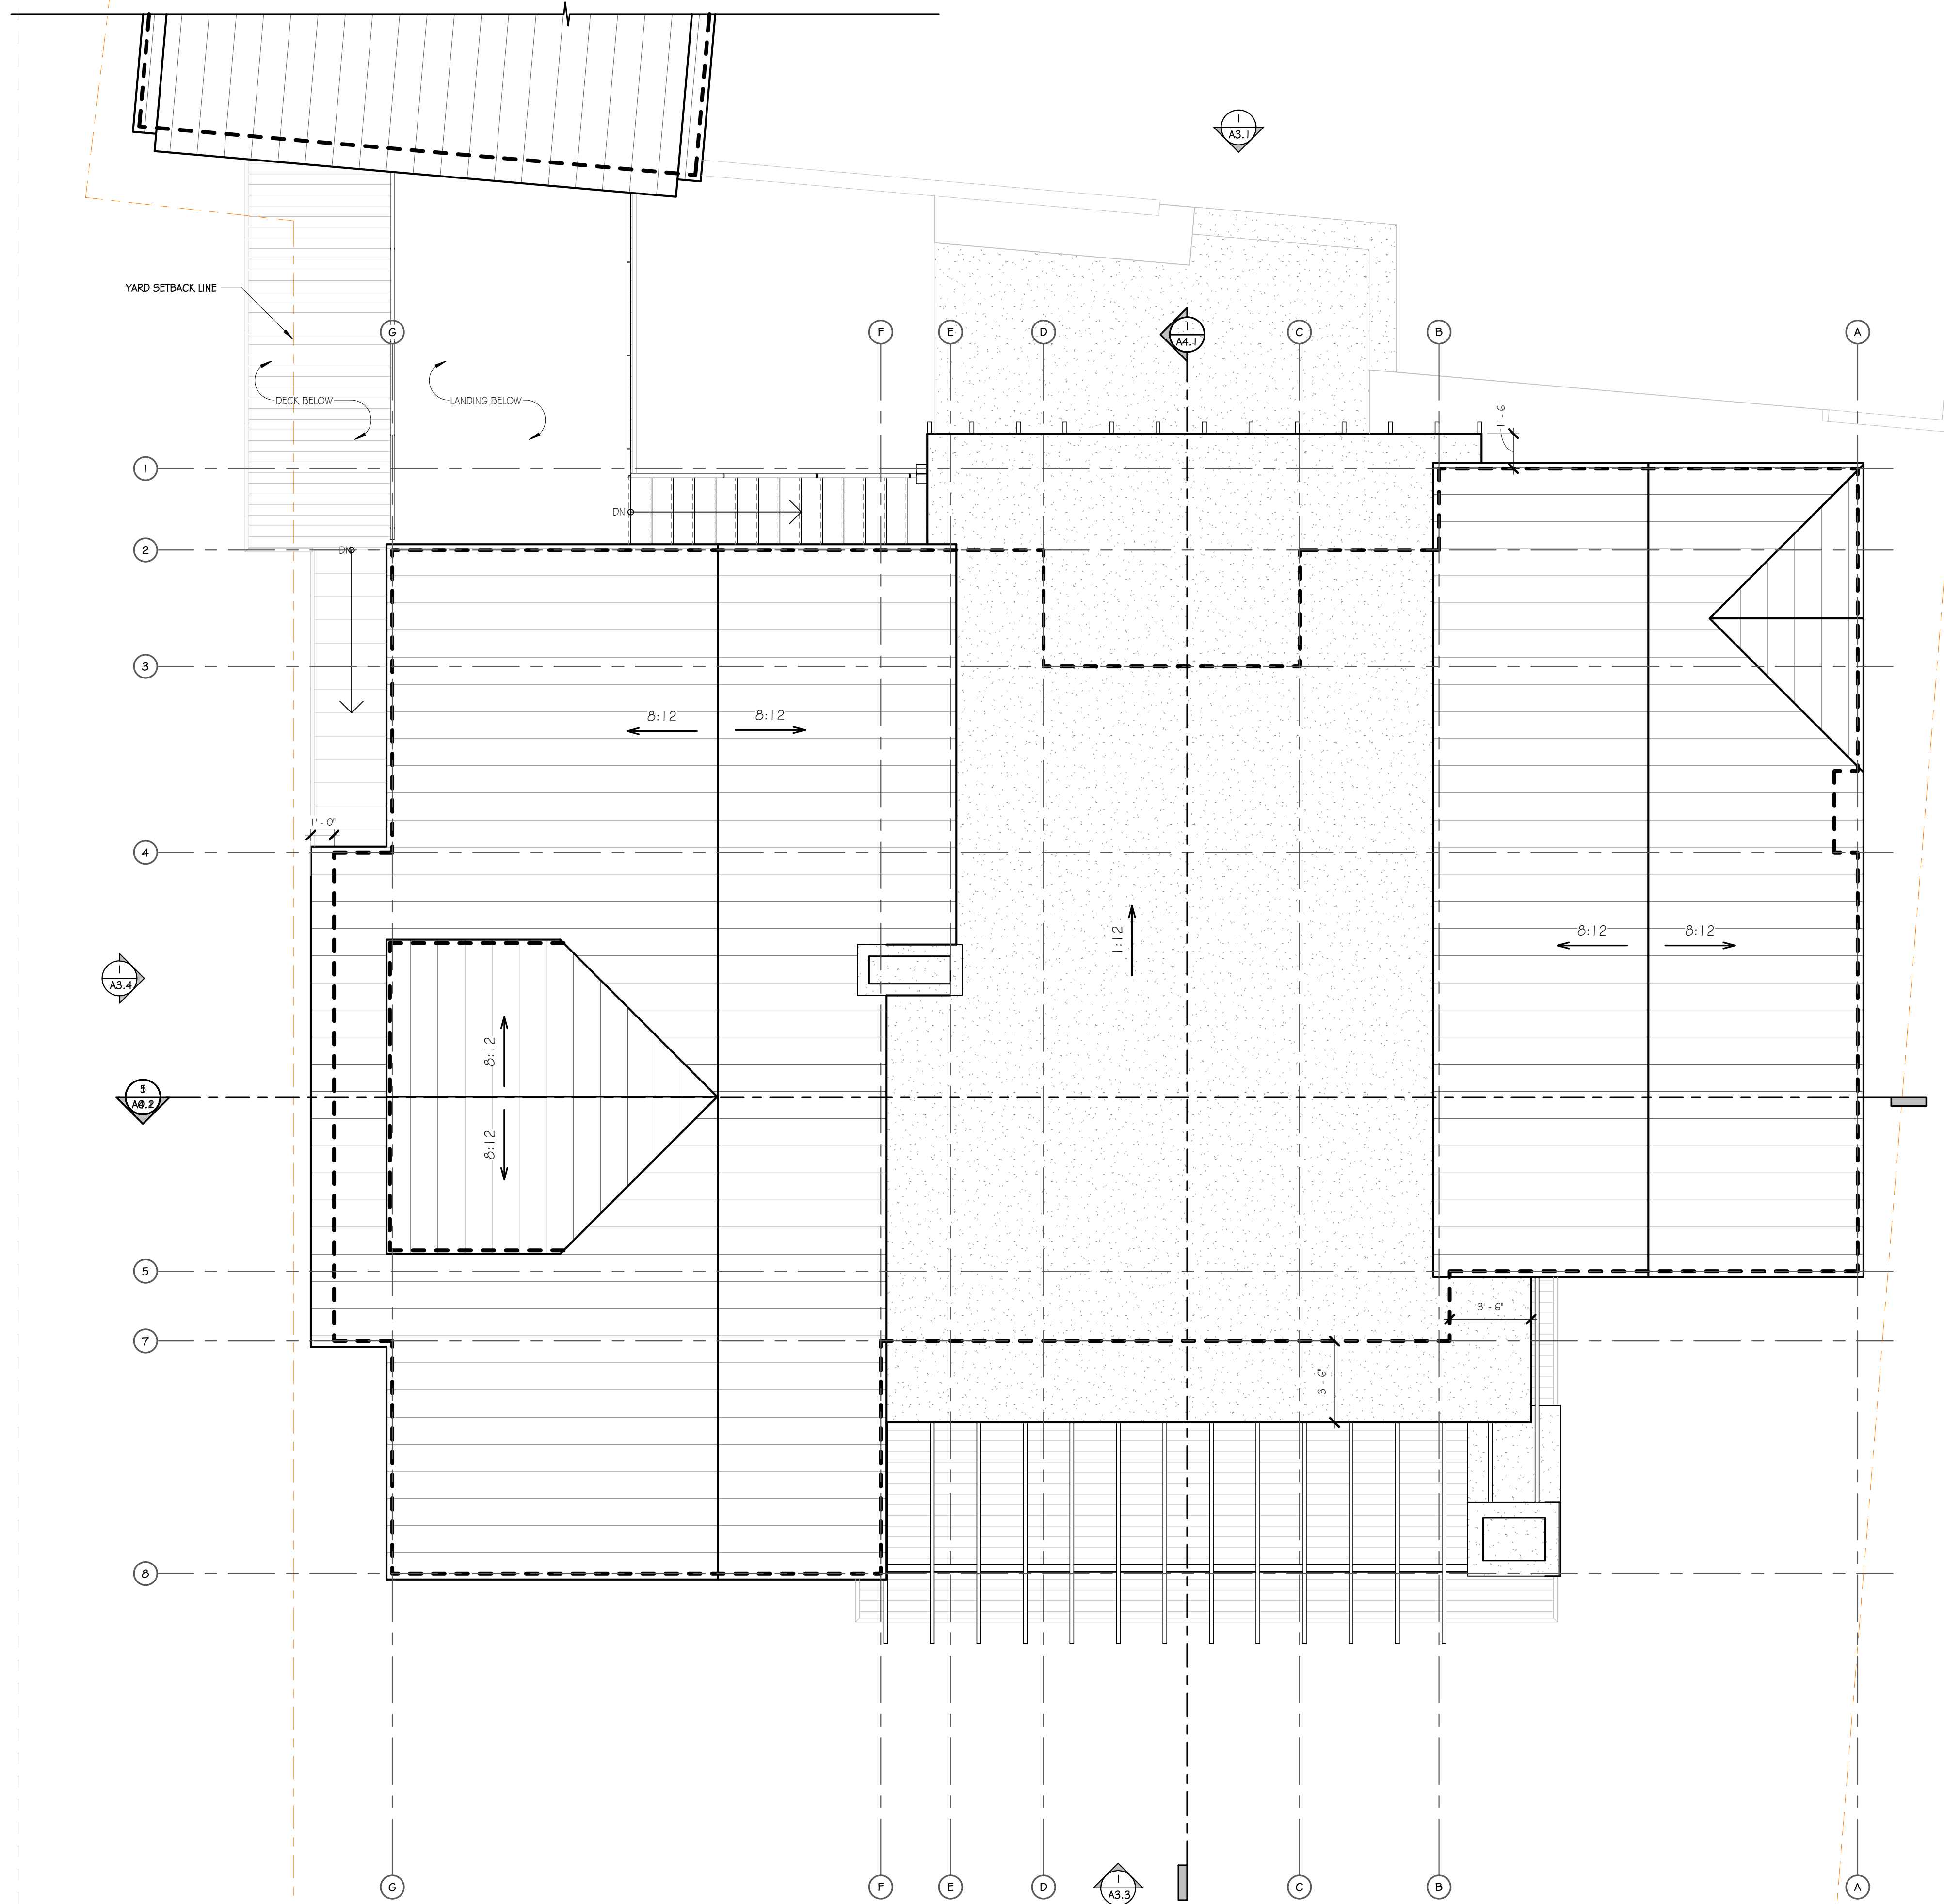 1
A3.1
YARD SETBACK LINE
G
F
E
D
1
A4.1
C
B
A
DECK BELOW
LANDING BELOW
1' - 6"
1
DN
2
DN
3
8:12
8:12
1' - 0"
4
1:12
8:12
8:12
1
A3.4
8:12
8:12
5
3' - 6"
7
3' - 6"
8
G
F
E
D
1
A3.3
C
B
A